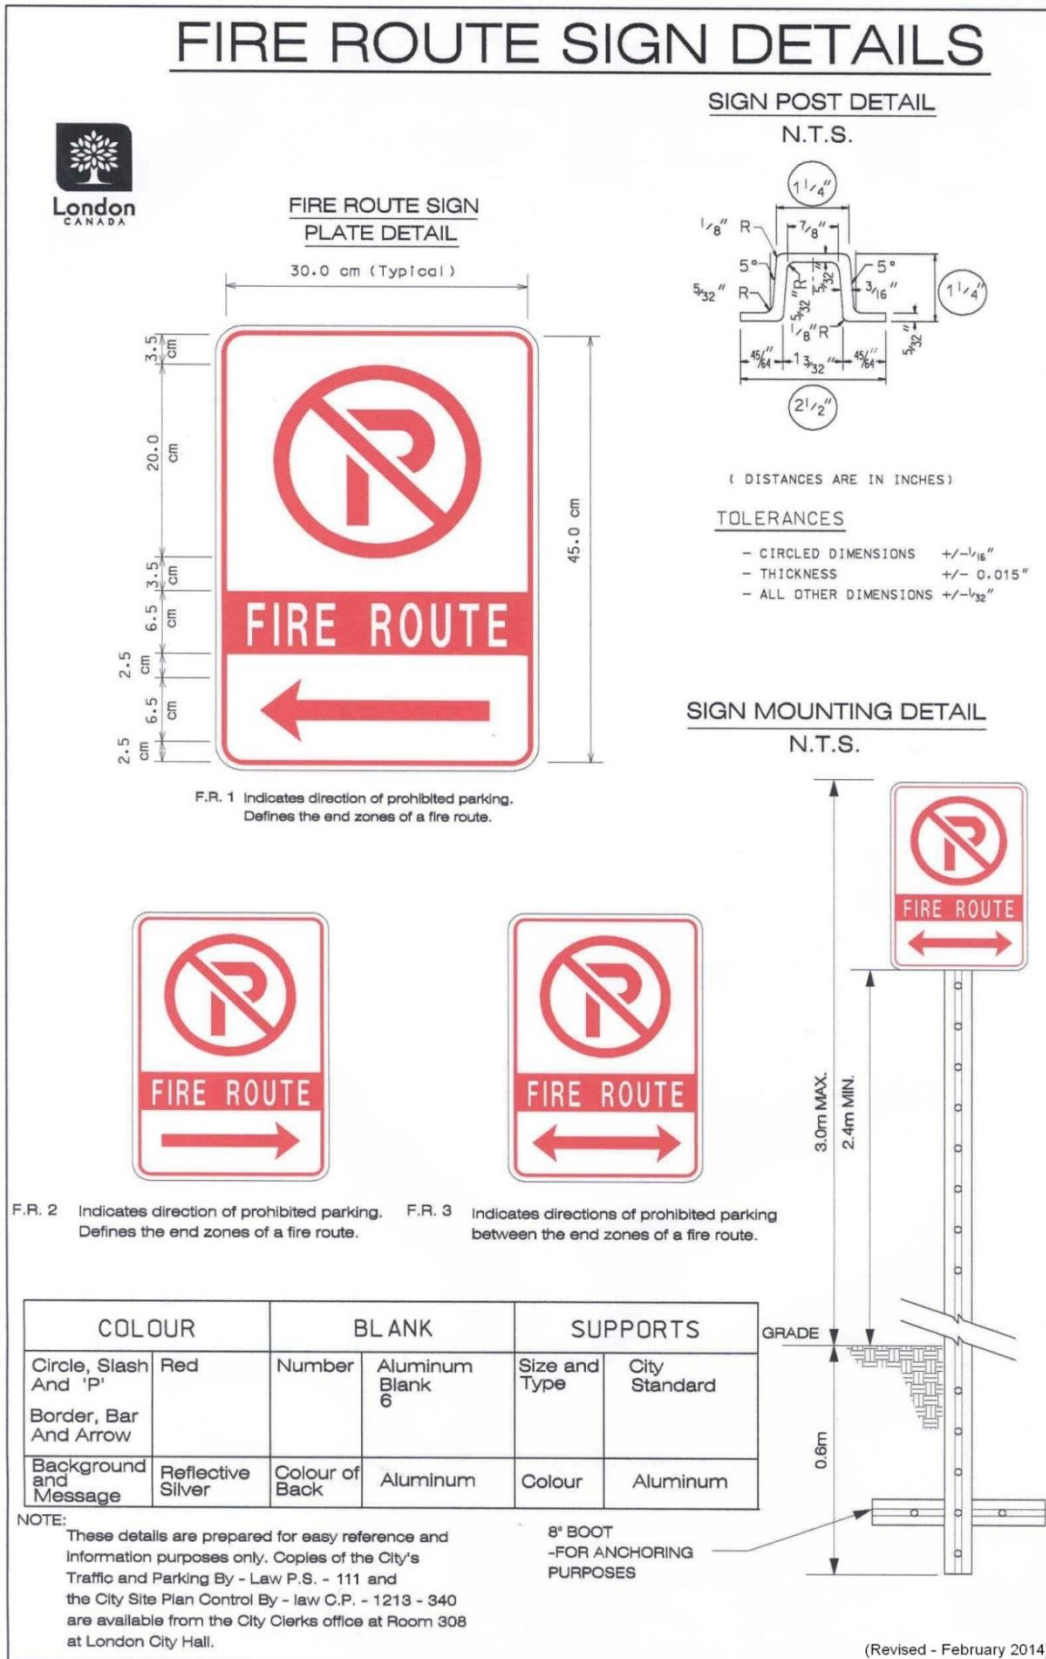 FIRE ROUTE SIGN DETAILS
London
CANADA
SIGN POST DETAIL
N.T.S.
1 1/4"
1/8" R
7/8"
5°
5°
5/32" R
5/32" R
5/32"
3/16"
1 1/4"
1/8" R
5/32"
45/64"
1 3/32"
45/64"
2 1/2"
( DISTANCES ARE IN INCHES)
TOLERANCES
- CIRCLED DIMENSIONS +/-1/16"
- THICKNESS +/- 0.015"
- ALL OTHER DIMENSIONS +/-1/32"
FIRE ROUTE SIGN
PLATE DETAIL
30.0 cm (Typical)
3.5 cm
20.0 cm
3.5 cm
6.5 cm
2.5 cm
6.5 cm
2.5 cm
45.0 cm
P
FIRE ROUTE
F.R. 1 Indicates direction of prohibited parking.
Defines the end zones of a fire route.
SIGN MOUNTING DETAIL
N.T.S.
P
FIRE ROUTE
3.0m MAX.
2.4m MIN.
GRADE
0.6m
8" BOOT
-FOR ANCHORING
PURPOSES
P
FIRE ROUTE
F.R. 2 Indicates direction of prohibited parking.
Defines the end zones of a fire route.
P
FIRE ROUTE
F.R. 3 Indicates directions of prohibited parking
between the end zones of a fire route.
COLOUR BLANK SUPPORTS
Circle, Slash And 'P' Border, Bar And Arrow Red Number Aluminum Blank 6 Size and Type City Standard
Background and Message Reflective Silver Colour of Back Aluminum Colour Aluminum
NOTE:
These details are prepared for easy reference and
information purposes only. Copies of the City's
Traffic and Parking By - Law P.S. - 111 and
the City Site Plan Control By - law C.P. - 1213 - 340
are available from the City Clerks office at Room 308
at London City Hall.
(Revised - February 2014)